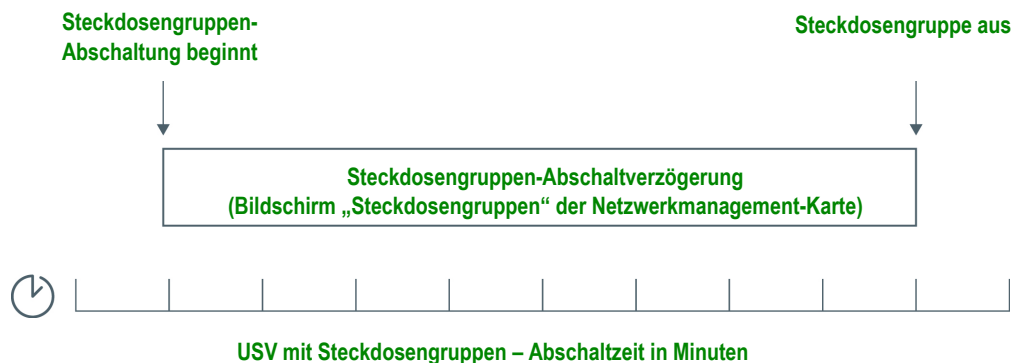 Steckdosengruppen-
Abschaltung beginnt
Steckdosengruppe aus
Steckdosengruppen-Abschaltverzögerung
(Bildschirm „Steckdosengruppen“ der Netzwerkmanagement-Karte)
USV mit Steckdosengruppen – Abschaltzeit in Minuten